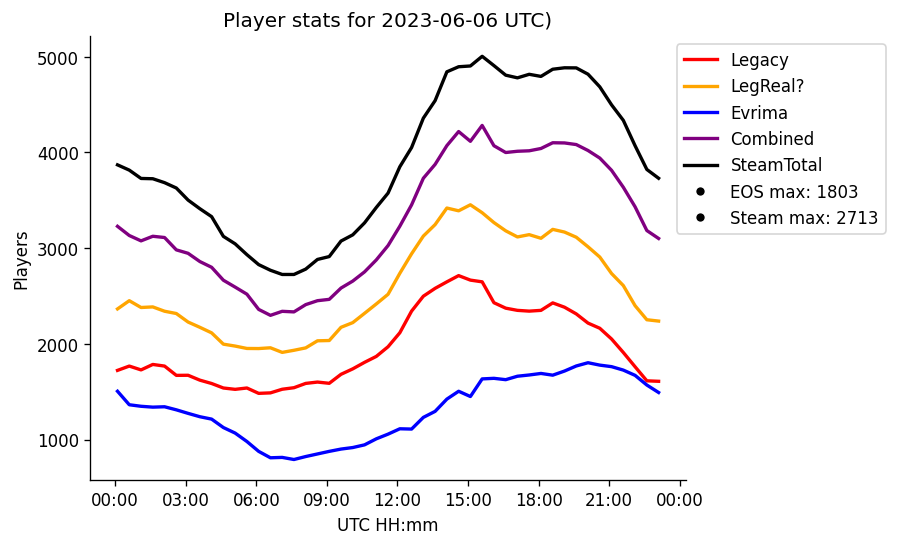 Player stats for 2023-06-06 UTC)
5000
4000
3000
2000
1000
Players
00:00 03:00 06:00 09:00 12:00 15:00 18:00 21:00 00:00
UTC HH:mm
Legacy
LegReal?
Evrima
Combined
SteamTotal
EOS max: 1803
Steam max: 2713